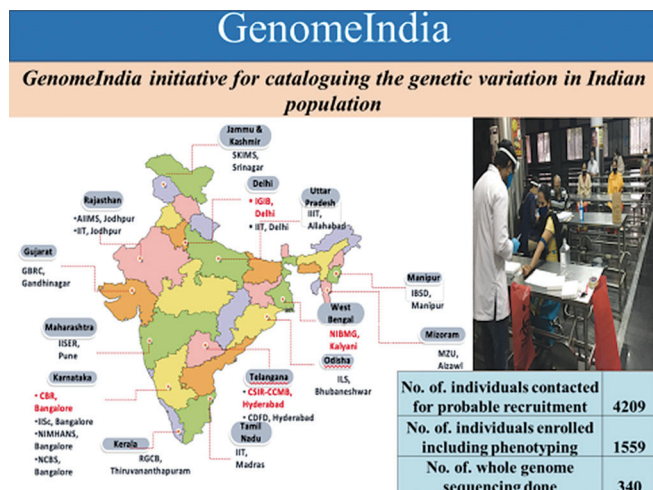 GenomeIndia
GenomeIndia initiative for cataloguing the genetic variation in Indian
population
Jammu &
Kashmir
SKIMS,
Srinagar
Delhi
• IGIB,
Delhi
• IIT, Delhi
Uttar
Pradesh
IIIT,
Allahabad
Rajasthan
•AIIMS, Jodhpur
•IIT, Jodhpur
Gujarat
GBRC,
Gandhinagar
Manipur
IBSD,
Manipur
Maharashtra
IISER,
Pune
West
Bengal
NIBMG,
Kalyani
Mizoram
MZU,
Aizawl
Odisha
ILS,
Bhubaneshwar
Karnataka
• CBR,
Bangalore
•IISc, Bangalore
•NIMHANS,
Bangalore
•NCBS,
Bangalore
Telangana
• CSIR-CCMB,
Hyderabad
• CDFD, Hyderabad
Kerala
RGCB,
Thiruvananthapuram
Tamil
Nadu
IIT,
Madras
No. of. individuals contacted
for probable recruitment 4209
No. of. individuals enrolled
including phenotyping 1559
No. of. whole genome
sequencing done 340